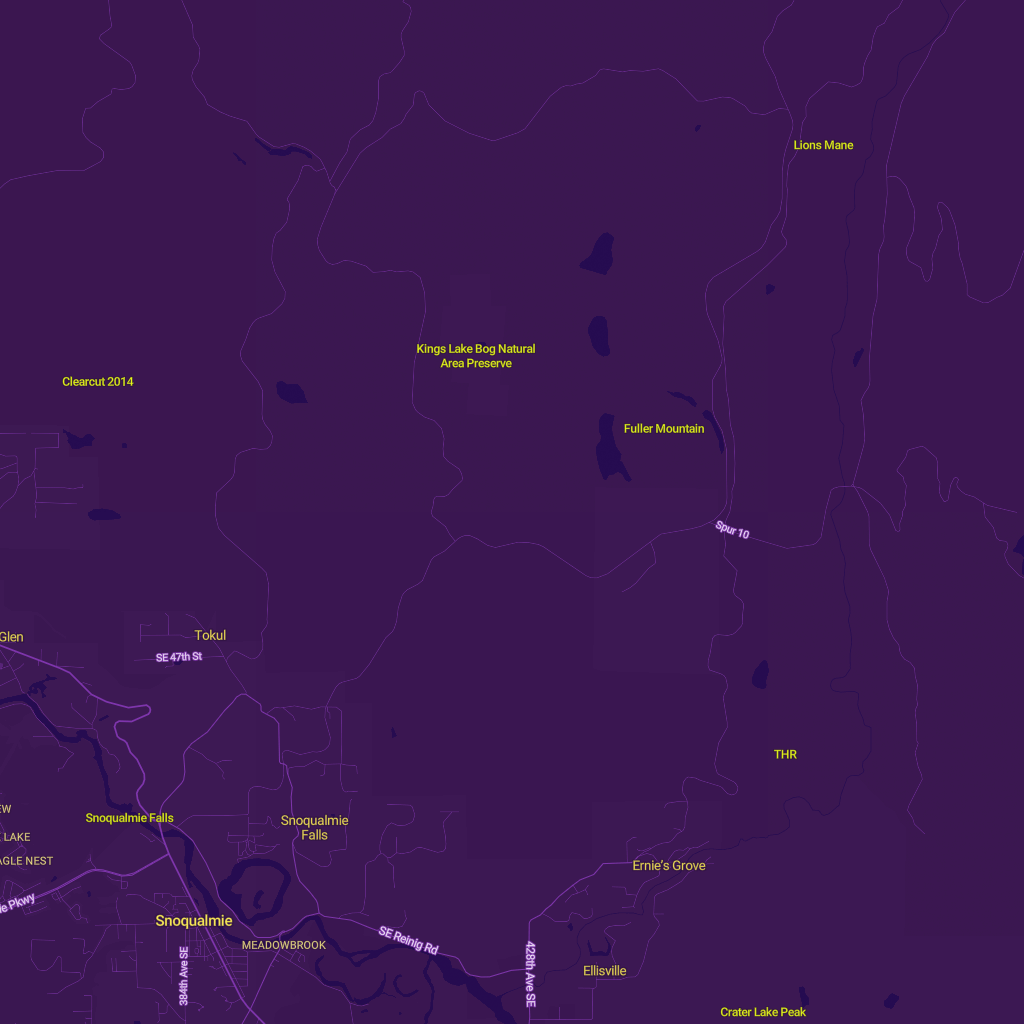 Lions Mane
Kings Lake Bog Natural
Area Preserve
Clearcut 2014
Fuller Mountain
Spur 10
Glen
Tokul
SE 47th St
THR
EW
Snoqualmie Falls
Snoqualmie
Falls
LAKE
AGLE NEST
Ernie's Grove
ie Pkwy
Snoqualmie
SE Reinig Rd
MEADOWBROOK
384th Ave SE
428th Ave SE
Ellisville
Crater Lake Peak